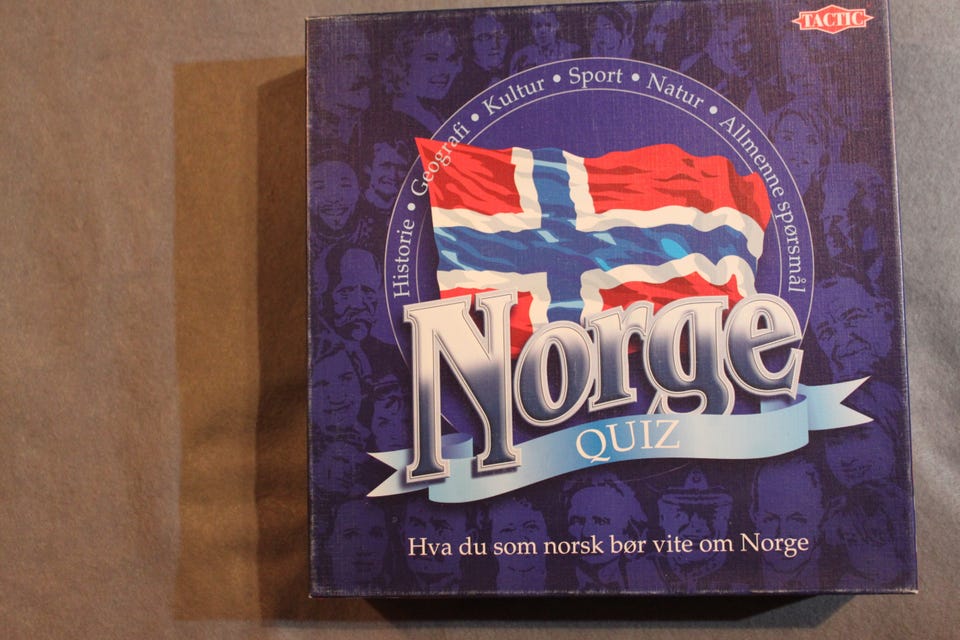 TACTIC
Historie • Geografi • Kultur • Sport • Natur • Allmenne spørsmål
Norge
QUIZ
Hva du som norsk bør vite om Norge